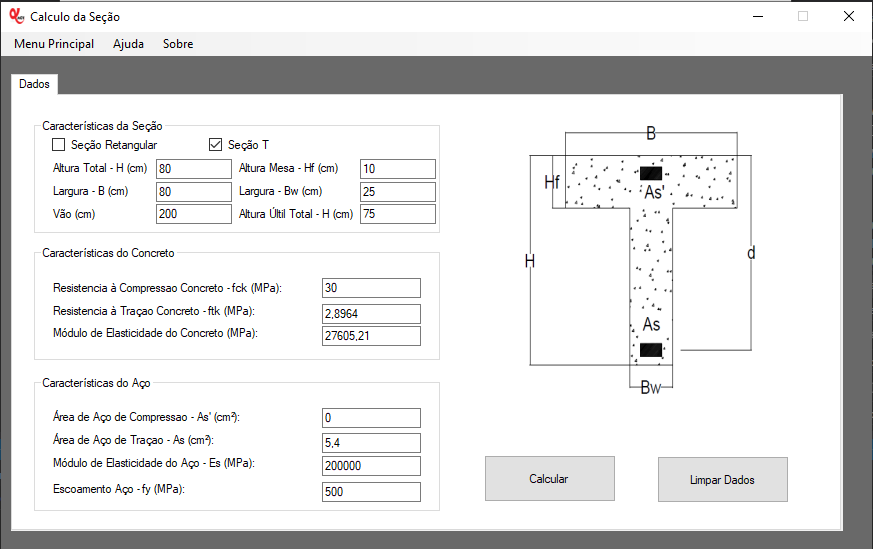 Calculo da Seção
Menu Principal Ajuda Sobre
Dados
Características da Seção
Seção Retangular Seção T
Altura Total - H (cm) 80 Altura Mesa - Hf (cm) 10
Largura - B (cm) 80 Largura - Bw (cm) 25
Vão (cm) 200 Altura Últil Total - H (cm) 75
Características do Concreto
Resistencia à Compressao Concreto - fck (MPa): 30
Resistencia à Traçao Concreto - ftk (MPa): 2,8964
Módulo de Elasticidade do Concreto (MPa): 27605,21
Características do Aço
Área de Aço de Compressao - As' (cm²): 0
Área de Aço de Traçao - As (cm²): 5,4
Módulo de Elasticidade do Aço - Es (MPa): 200000
Escoamento Aço - fy (MPa): 500
B
Hf
As'
H
d
As
Bw
Calcular Limpar Dados